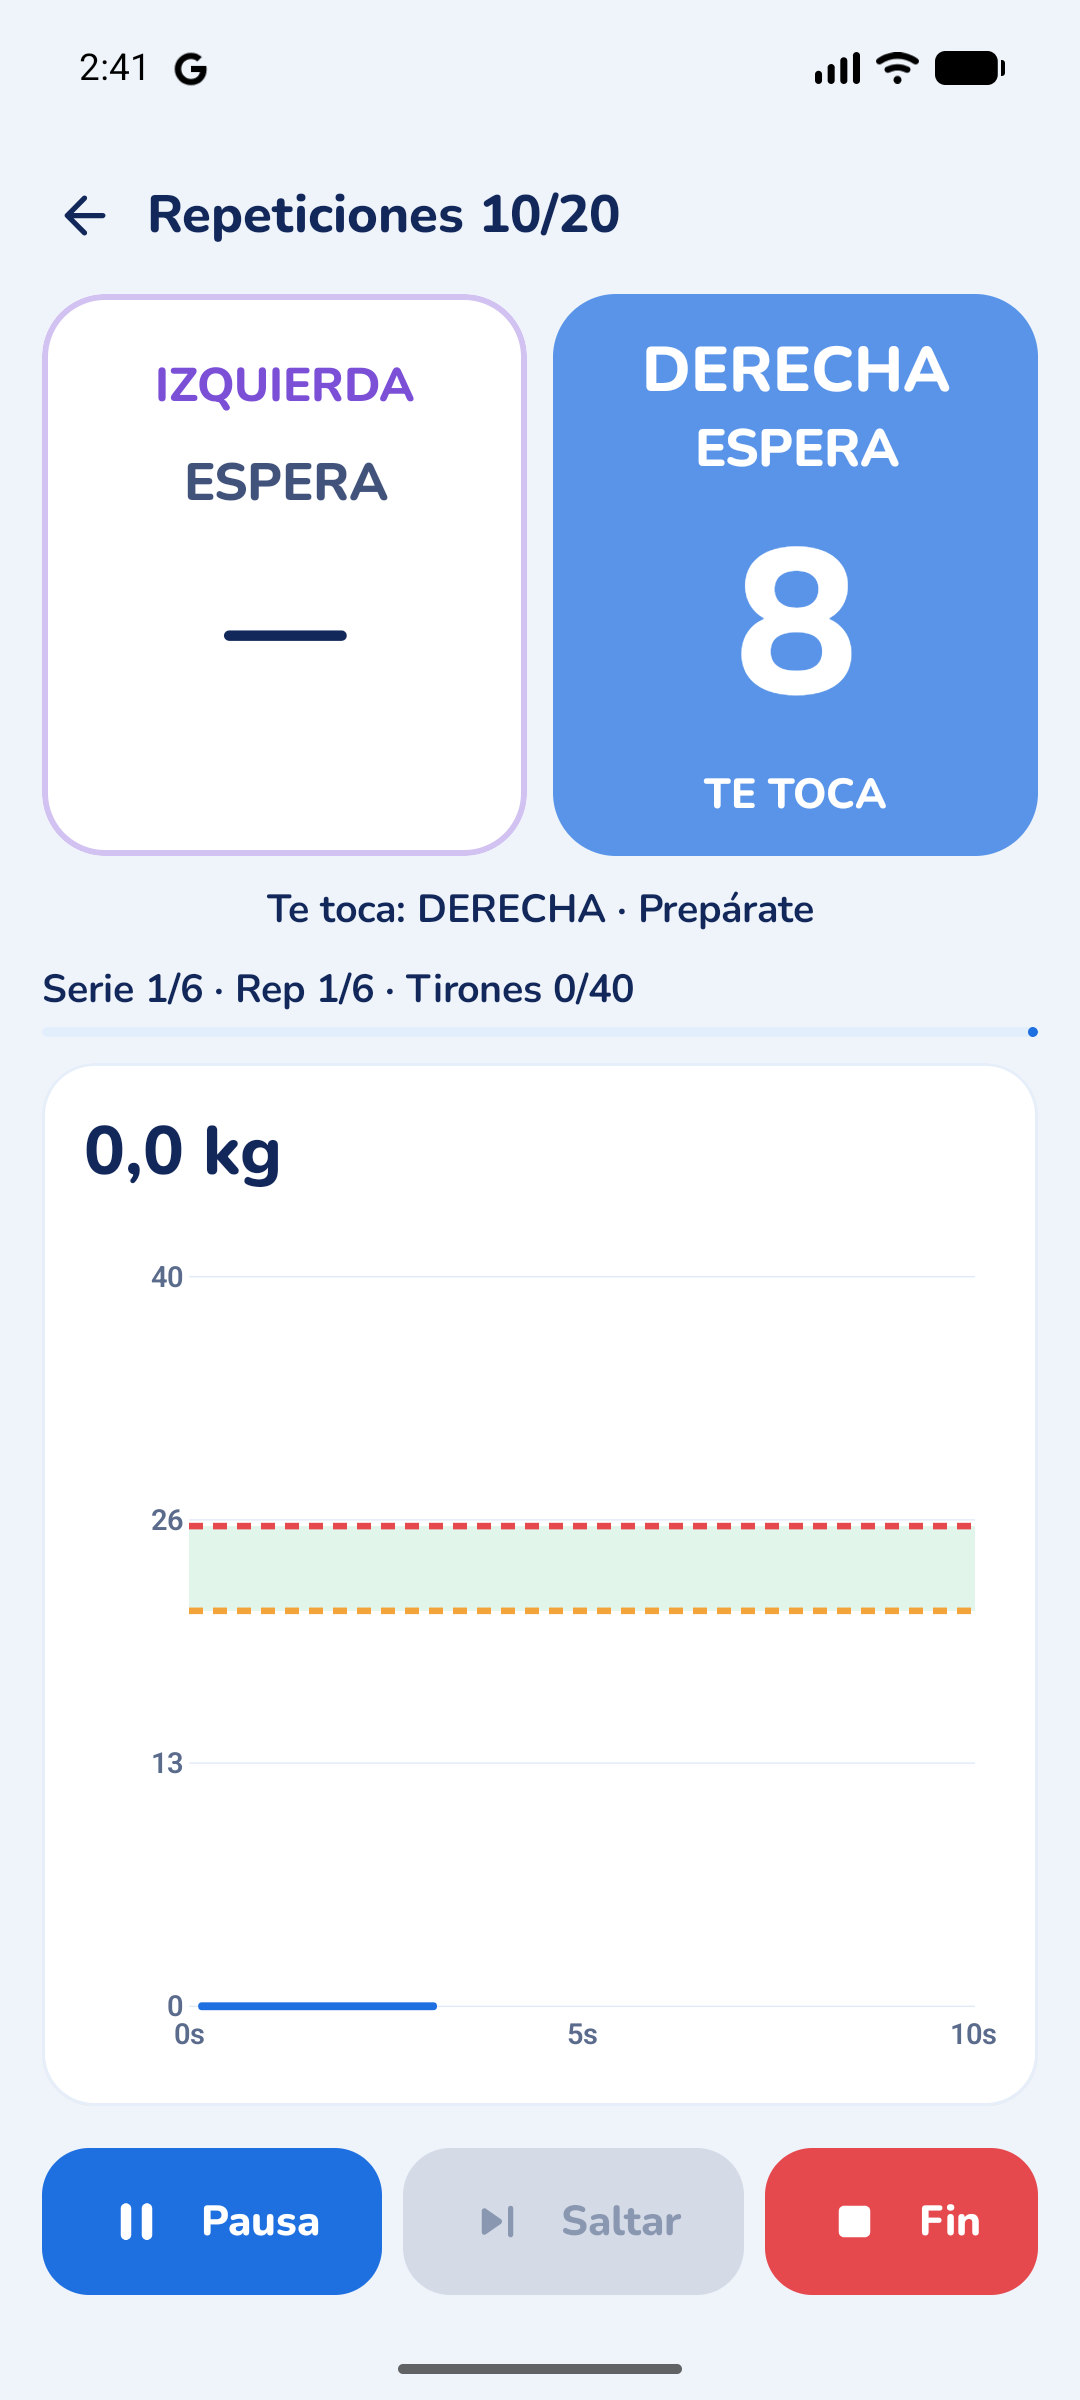 2:41 G
Repeticiones 10/20
IZQUIERDA
ESPERA
—
DERECHA
ESPERA
8
TE TOCA
Te toca: DERECHA · Prepárate
Serie 1/6 · Rep 1/6 · Tirones 0/40
0,0 kg
40
26
13
0
0s 5s 10s
Pausa Saltar Fin